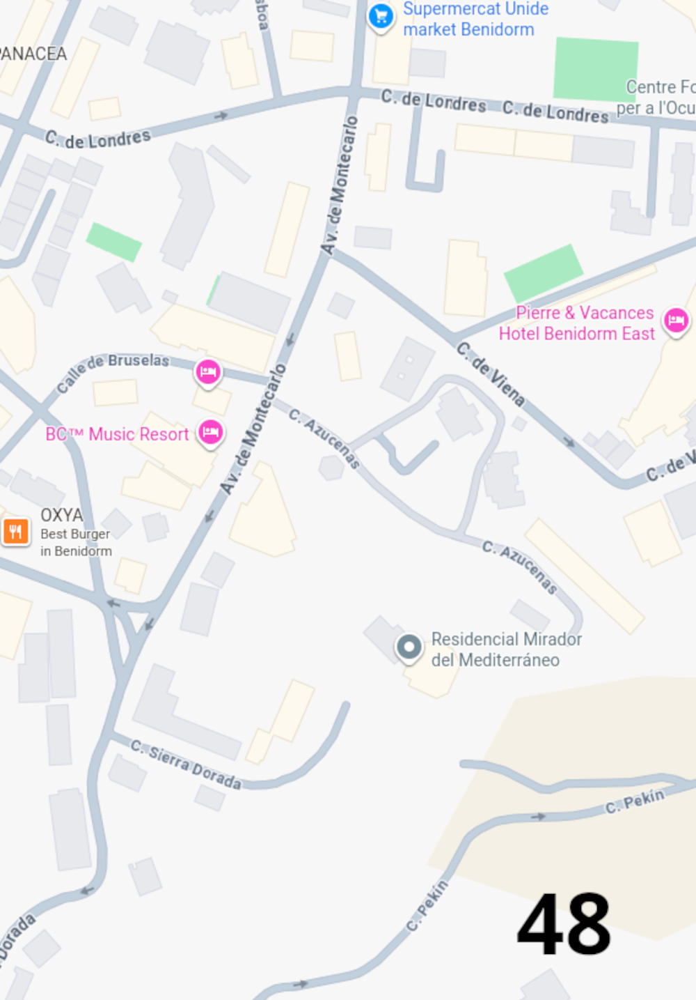 sboa
Supermercat Unide
market Benidorm
PANACEA
Centre Fo
per a l'Ocu
C. de Londres
C. de Londres
C. de Londres
Av. de Montecarlo
Pierre & Vacances
Hotel Benidorm East
Calle de Bruselas
C. de Viena
BC™ Music Resort
Av. de Montecarlo
C. Azucenas
C. de V
OXYA
Best Burger
in Benidorm
C. Azucenas
Residencial Mirador
del Mediterráneo
C. Sierra Dorada
C. Pekín
C. Pekín
Dorada
48